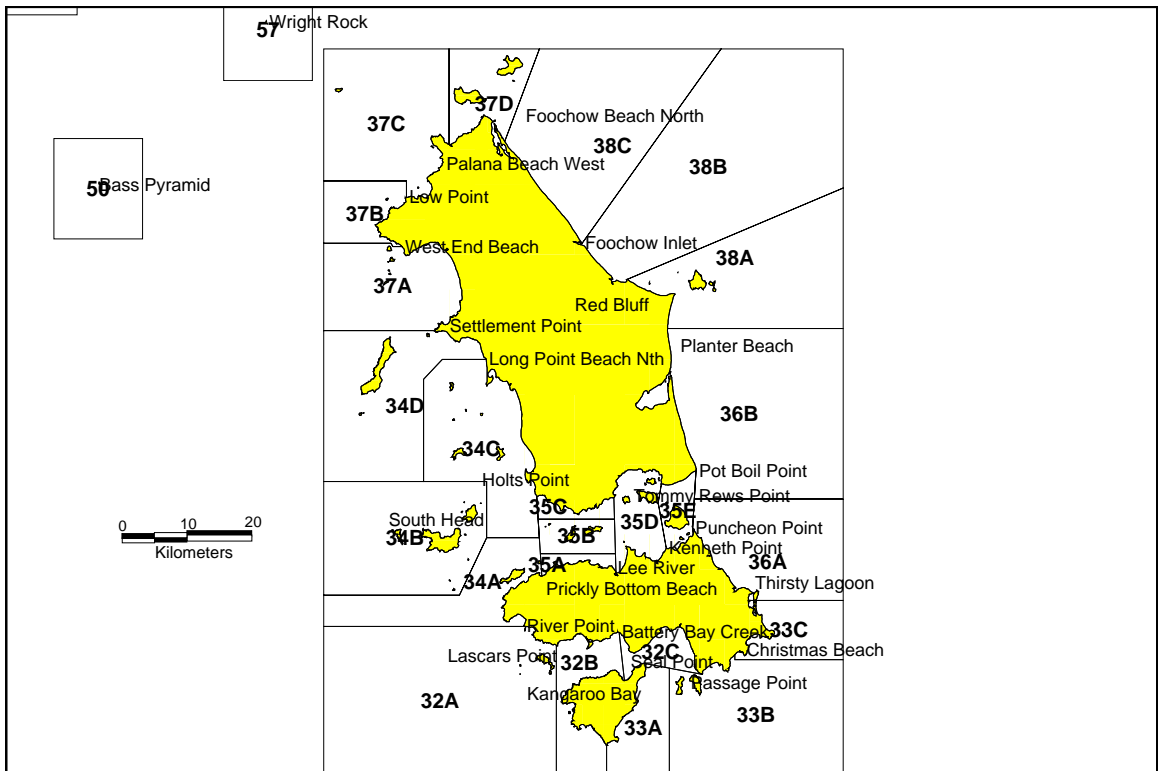 57
Wright Rock
37D
37C
Foochow Beach North
38C
Palana Beach West
38B
50
Bass Pyramid
Low Point
37B
West End Beach
Foochow Inlet
38A
37A
Red Bluff
Settlement Point
Planter Beach
Long Point Beach Nth
34D
36B
34C
Holts Point
Pot Boil Point
Tommy Rews Point
35C
35E
South Head
35D
0 10 20
Kilometers
34B
35B
Puncheon Point
Kenneth Point
35A
Lee River
36A
34A
Prickly Bottom Beach
Thirsty Lagoon
River Point
Battery Bay Creek
33C
Lascars Point
32B
32C
Seal Point
Christmas Beach
Passage Point
32A
Kangaroo Bay
33A
33B